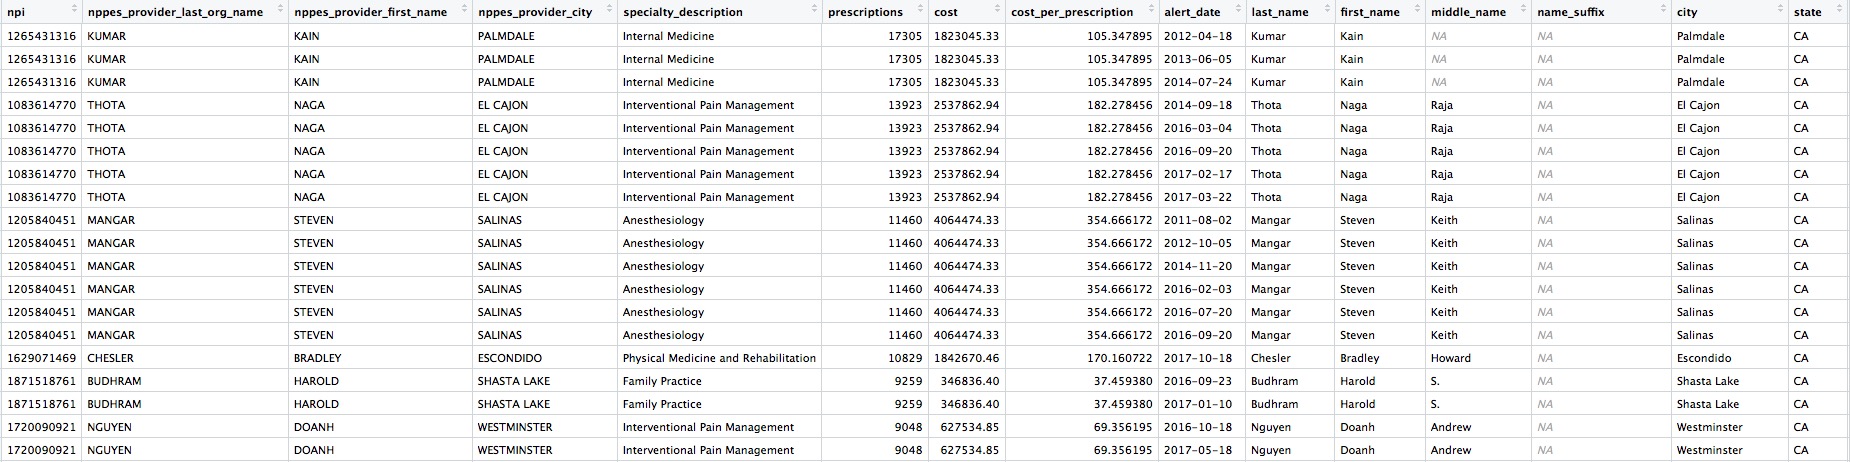 npi nppes_provider_last_org_name nppes_provider_first_name nppes_provider_city specialty_description prescriptions cost cost_per_prescription alert_date last_name first_name middle_name name_suffix city state
1265431316 KUMAR KAIN PALMDALE Internal Medicine 17305 1823045.33 105.347895 2012-04-18 Kumar Kain NA NA Palmdale CA
1265431316 KUMAR KAIN PALMDALE Internal Medicine 17305 1823045.33 105.347895 2013-06-05 Kumar Kain NA NA Palmdale CA
1265431316 KUMAR KAIN PALMDALE Internal Medicine 17305 1823045.33 105.347895 2014-07-24 Kumar Kain NA NA Palmdale CA
1083614770 THOTA NAGA EL CAJON Interventional Pain Management 13923 2537862.94 182.278456 2014-09-18 Thota Naga Raja NA El Cajon CA
1083614770 THOTA NAGA EL CAJON Interventional Pain Management 13923 2537862.94 182.278456 2016-03-04 Thota Naga Raja NA El Cajon CA
1083614770 THOTA NAGA EL CAJON Interventional Pain Management 13923 2537862.94 182.278456 2016-09-20 Thota Naga Raja NA El Cajon CA
1083614770 THOTA NAGA EL CAJON Interventional Pain Management 13923 2537862.94 182.278456 2017-02-17 Thota Naga Raja NA El Cajon CA
1083614770 THOTA NAGA EL CAJON Interventional Pain Management 13923 2537862.94 182.278456 2017-03-22 Thota Naga Raja NA El Cajon CA
1205840451 MANGAR STEVEN SALINAS Anesthesiology 11460 4064474.33 354.666172 2011-08-02 Mangar Steven Keith NA Salinas CA
1205840451 MANGAR STEVEN SALINAS Anesthesiology 11460 4064474.33 354.666172 2012-10-05 Mangar Steven Keith NA Salinas CA
1205840451 MANGAR STEVEN SALINAS Anesthesiology 11460 4064474.33 354.666172 2014-11-20 Mangar Steven Keith NA Salinas CA
1205840451 MANGAR STEVEN SALINAS Anesthesiology 11460 4064474.33 354.666172 2016-02-03 Mangar Steven Keith NA Salinas CA
1205840451 MANGAR STEVEN SALINAS Anesthesiology 11460 4064474.33 354.666172 2016-07-20 Mangar Steven Keith NA Salinas CA
1205840451 MANGAR STEVEN SALINAS Anesthesiology 11460 4064474.33 354.666172 2016-09-20 Mangar Steven Keith NA Salinas CA
1629071469 CHESLER BRADLEY ESCONDIDO Physical Medicine and Rehabilitation 10829 1842670.46 170.160722 2017-10-18 Chesler Bradley Howard NA Escondido CA
1871518761 BUDHRAM HAROLD SHASTA LAKE Family Practice 9259 346836.40 37.459380 2016-09-23 Budhram Harold S. NA Shasta Lake CA
1871518761 BUDHRAM HAROLD SHASTA LAKE Family Practice 9259 346836.40 37.459380 2017-01-10 Budhram Harold S. NA Shasta Lake CA
1720090921 NGUYEN DOANH WESTMINSTER Interventional Pain Management 9048 627534.85 69.356195 2016-10-18 Nguyen Doanh Andrew NA Westminster CA
1720090921 NGUYEN DOANH WESTMINSTER Interventional Pain Management 9048 627534.85 69.356195 2017-05-18 Nguyen Doanh Andrew NA Westminster CA